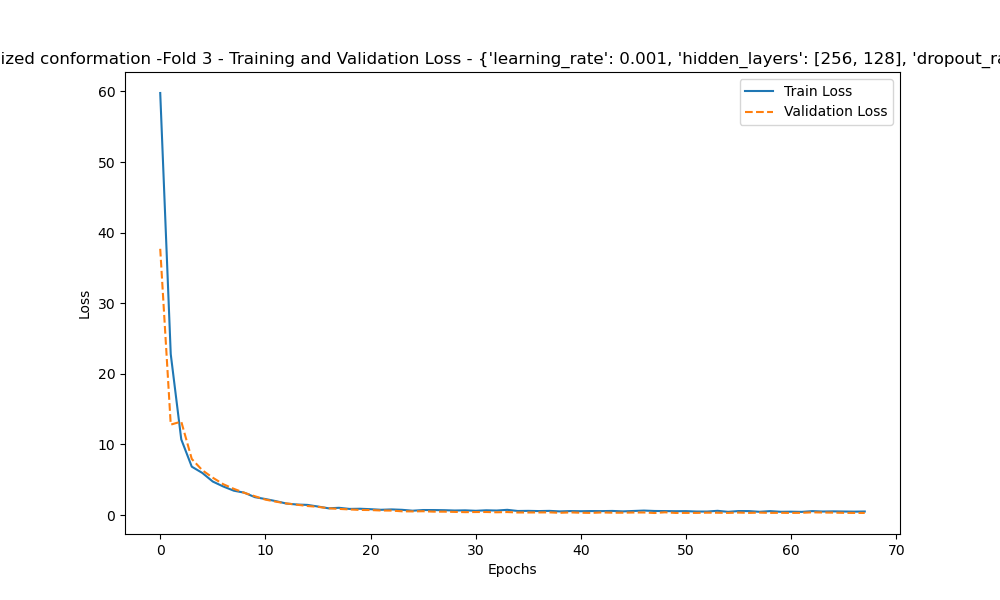 ized conformation -Fold 3 - Training and Validation Loss - {'learning_rate': 0.001, 'hidden_layers': [256, 128], 'dropout_ra
Train Loss
Validation Loss
60
50
40
30
20
10
0
Loss
0 10 20 30 40 50 60 70
Epochs